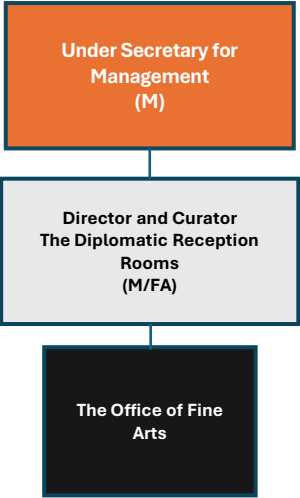 Under Secretary for
Management
(M)
Director and Curator
The Diplomatic Reception
Rooms
(M/FA)
The Office of Fine
Arts